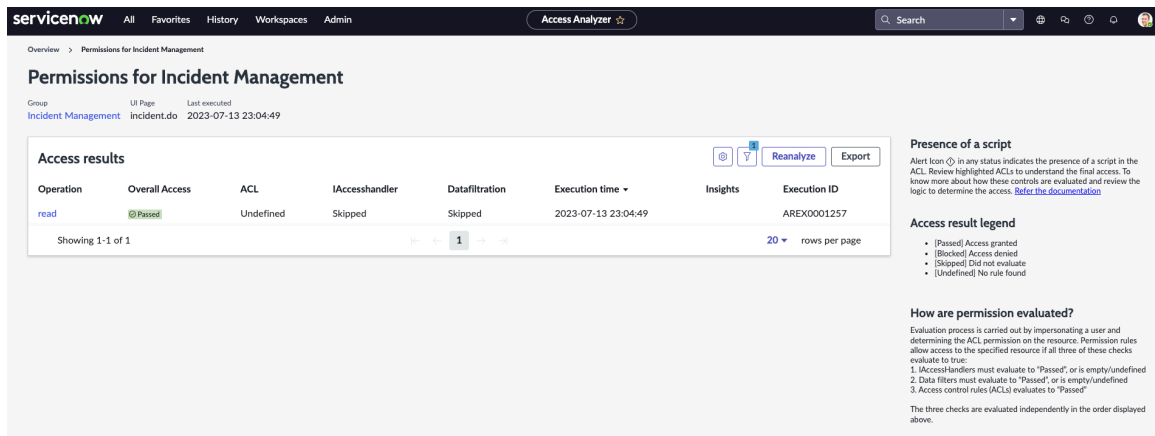 servicenow All Favorites History Workspaces Admin Access Analyzer Search
Overview > Permissions for Incident Management
Permissions for Incident Management
Group UI Page Last executed
Incident Management incident.do 2023-07-13 23:04:49
Access results 1 Reanalyze Export
Operation Overall Access ACL IAccesshandler Datafiltration Execution time Insights Execution ID
read Passed Undefined Skipped Skipped 2023-07-13 23:04:49 AREX0001257
Showing 1-1 of 1 1 20 rows per page
Presence of a script
Alert Icon in any status indicates the presence of a script in the
ACL. Review highlighted ACLs to understand the final access. To
know more about how these controls are evaluated and review the
logic to determine the access. Refer the documentation
Access result legend
• [Passed] Access granted
• [Blocked] Access denied
• [Skipped] Did not evaluate
• [Undefined] No rule found
How are permission evaluated?
Evaluation process is carried out by impersonating a user and
determining the ACL permission on the resource. Permission rules
allow access to the specified resource if all three of these checks
evaluate to true:
1. IAccessHandlers must evaluate to "Passed", or is empty/undefined
2. Data filters must evaluate to "Passed", or is empty/undefined
3. Access control rules (ACLs) evaluates to "Passed"
The three checks are evaluated independently in the order displayed
above.